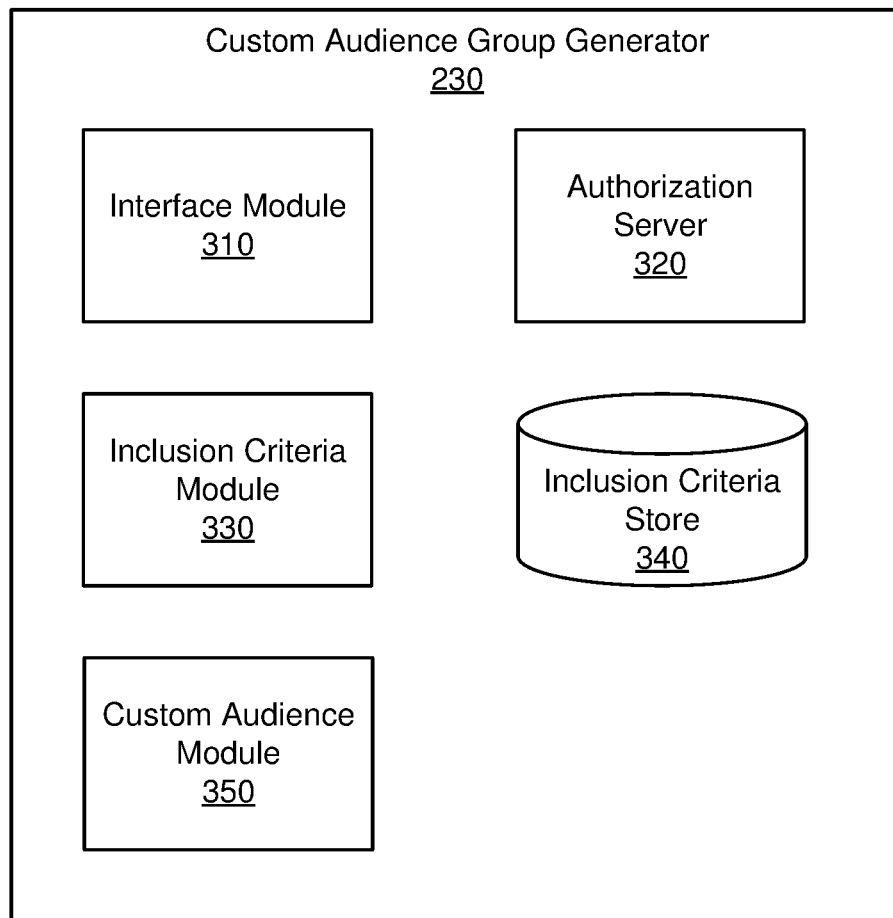 Custom Audience Group Generator
230
Interface Module
310
Authorization
Server
320
Inclusion Criteria
Module
330
Inclusion Criteria
Store
340
Custom Audience
Module
350